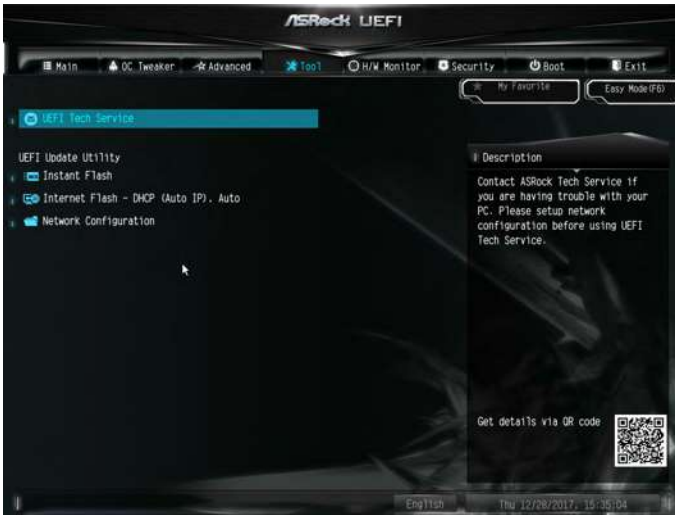 ASRock UEFI
Main OC Tweaker Advanced Tool H/W Monitor Security Boot Exit
My Favorite Easy Mode(F6)
UEFI Tech Service
UEFI Update Utility
Instant Flash
Internet Flash - DHCP (Auto IP), Auto
Network Configuration
Description
Contact ASRock Tech Service if
you are having trouble with your
PC. Please setup network
configuration before using UEFI
Tech Service.
Get details via QR code
English Thu 12/28/2017, 15:35:04